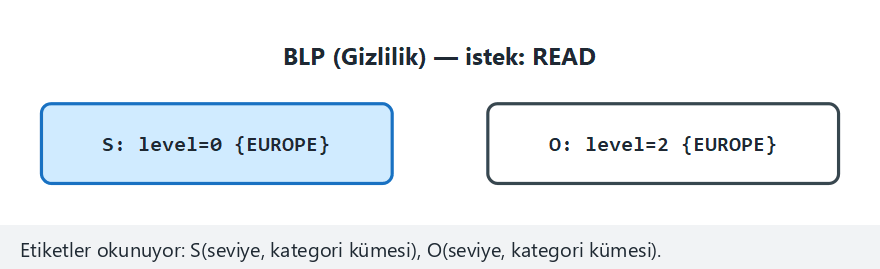 BLP (Gizlilik) — istek: READ
S: level=0 {EUROPE}
O: level=2 {EUROPE}
Etiketler okunuyor: S(seviye, kategori kümesi), O(seviye, kategori kümesi).